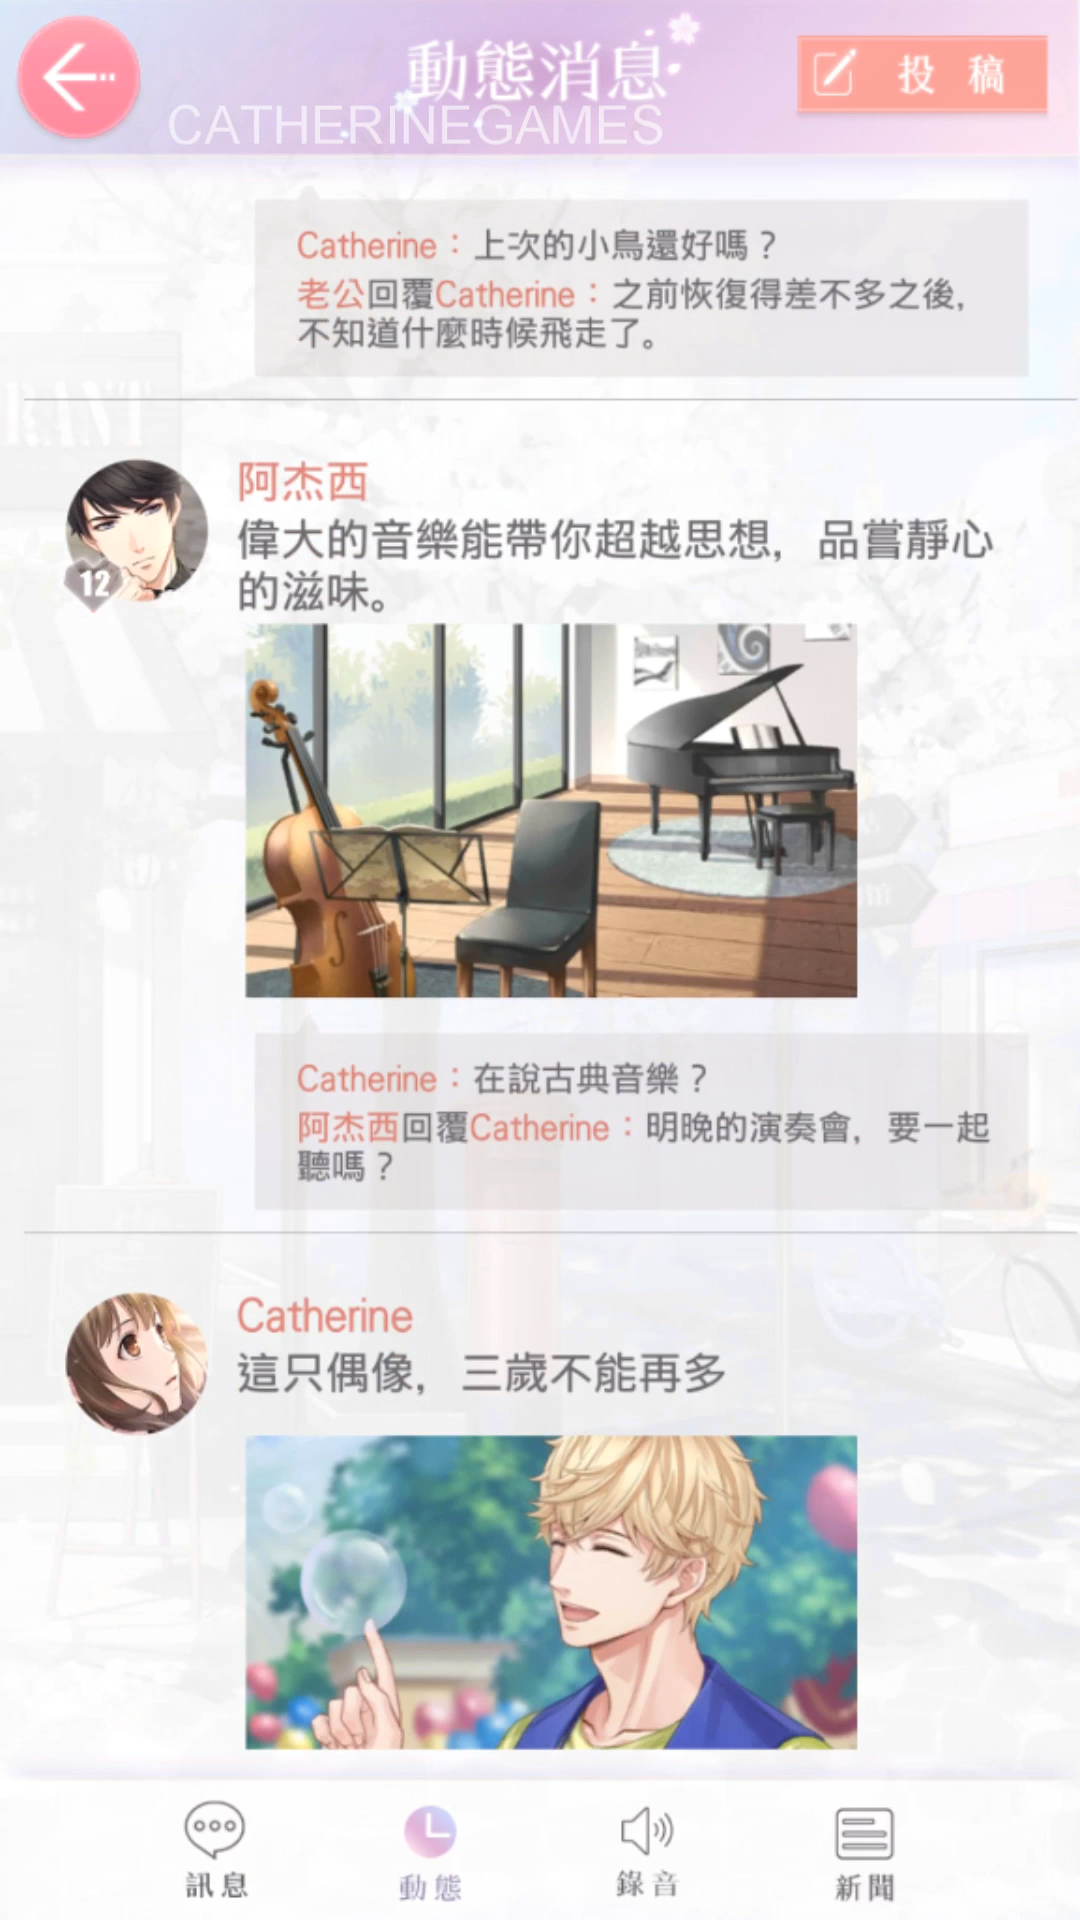 動態消息
投稿
CATHERINEGAMES
Catherine：上次的小鳥還好嗎？
老公回覆Catherine：之前恢復得差不多之後，
不知道什麼時候飛走了。
RANT
阿杰西
12
偉大的音樂能帶你超越思想，品嘗靜心
的滋味。
Catherine：在說古典音樂？
阿杰西回覆Catherine：明晚的演奏會，要一起
聽嗎？
Catherine
這只偶像，三歲不能再多
訊息
動態
錄音
新聞